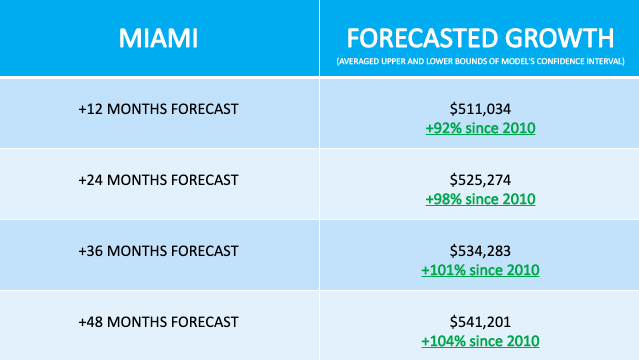 MIAMI
FORECASTED GROWTH
(AVERAGED UPPER AND LOWER BOUNDS OF MODEL'S CONFIDENCE INTERVAL)
+12 MONTHS FORECAST
$511,034
+92% since 2010
+24 MONTHS FORECAST
$525,274
+98% since 2010
+36 MONTHS FORECAST
$534,283
+101% since 2010
+48 MONTHS FORECAST
$541,201
+104% since 2010